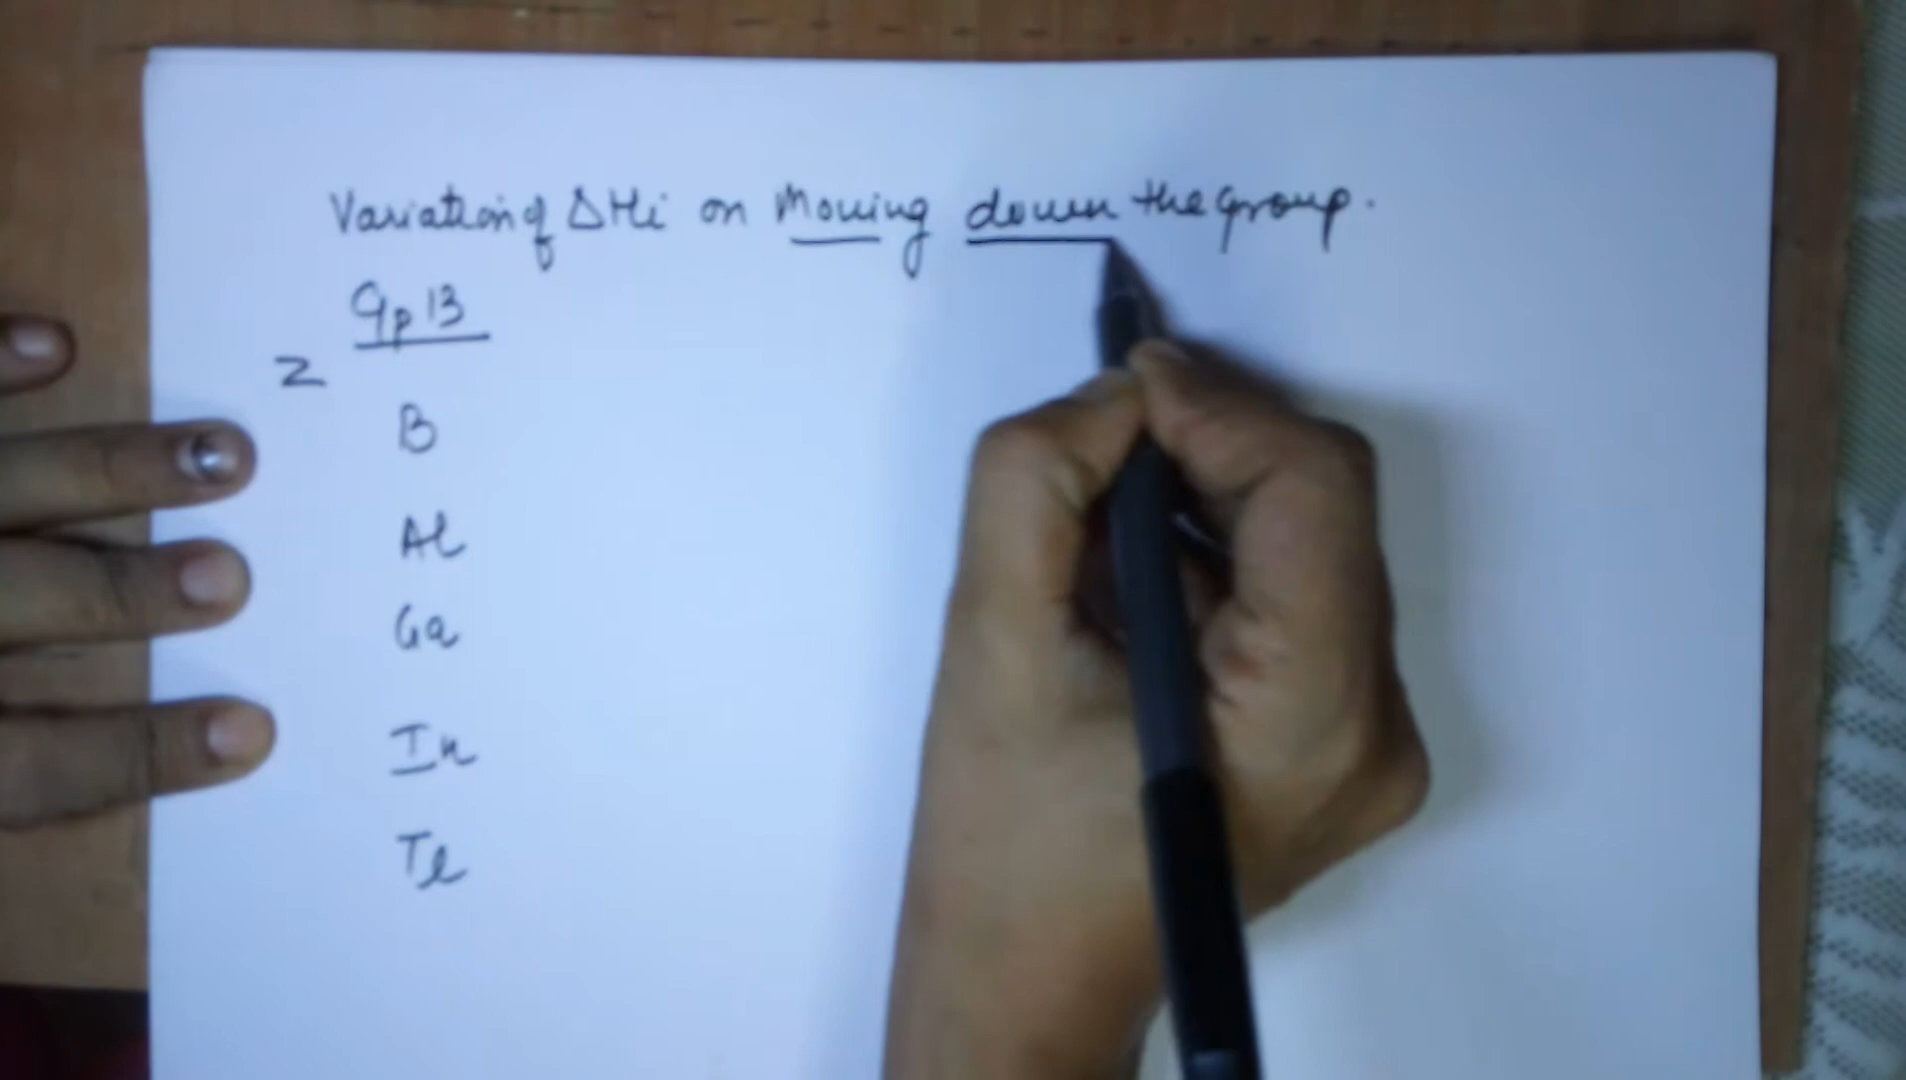 Variation of ΔHi on Moving down the group.
Gp 13
Z
B
Al
Ga
In
Tl